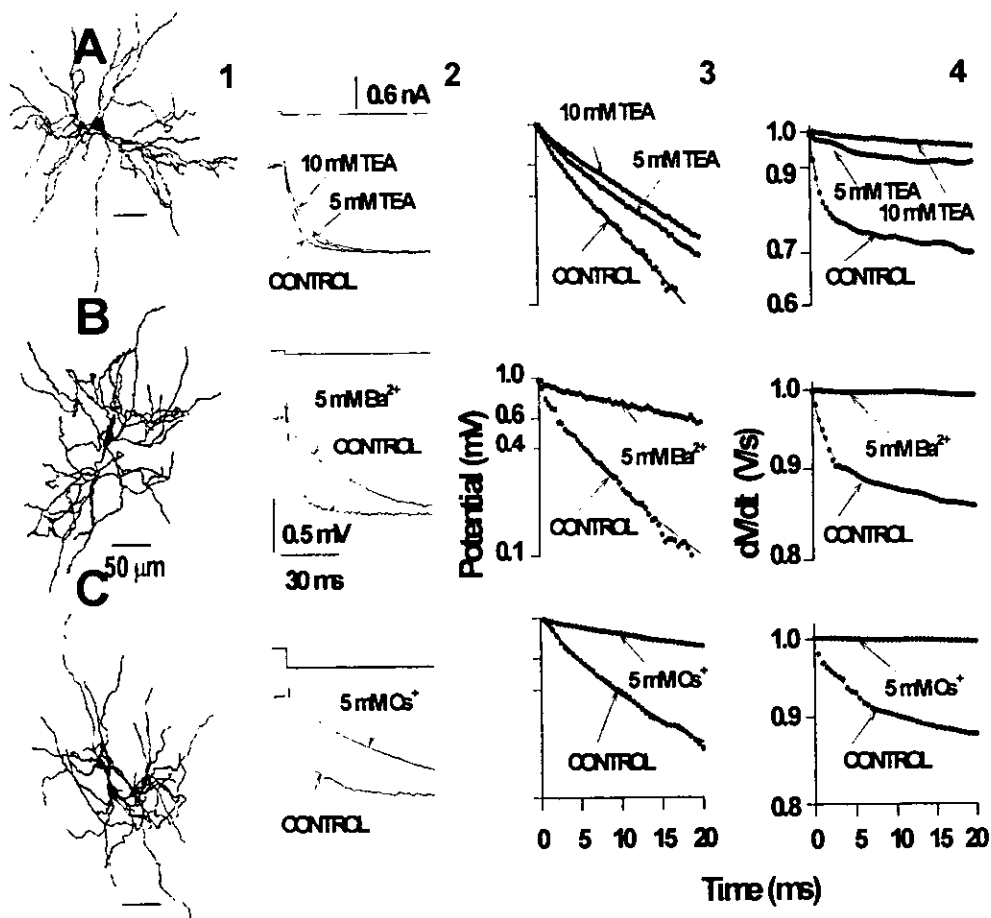 A
1
2
3
4
0.6 nA
10 mM TEA
5 mM TEA
CONTROL
10 mM TEA
5 mM TEA
CONTROL
1.0
0.9
0.7
0.6
5 mM TEA
10 mM TEA
CONTROL
B
50 μm
5 mM Ba²⁺
CONTROL
0.5 mV
30 ms
Potential (mV)
1.0
0.6
0.4
0.1
5 mM Ba²⁺
CONTROL
dV/dt (V/s)
1.0
0.9
0.8
5 mM Ba²⁺
CONTROL
C
5 mM Cs⁺
CONTROL
5 mM Cs⁺
CONTROL
0 5 10 15 20
1.0
0.9
0.8
5 mM Cs⁺
CONTROL
0 5 10 15 20
Time (ms)